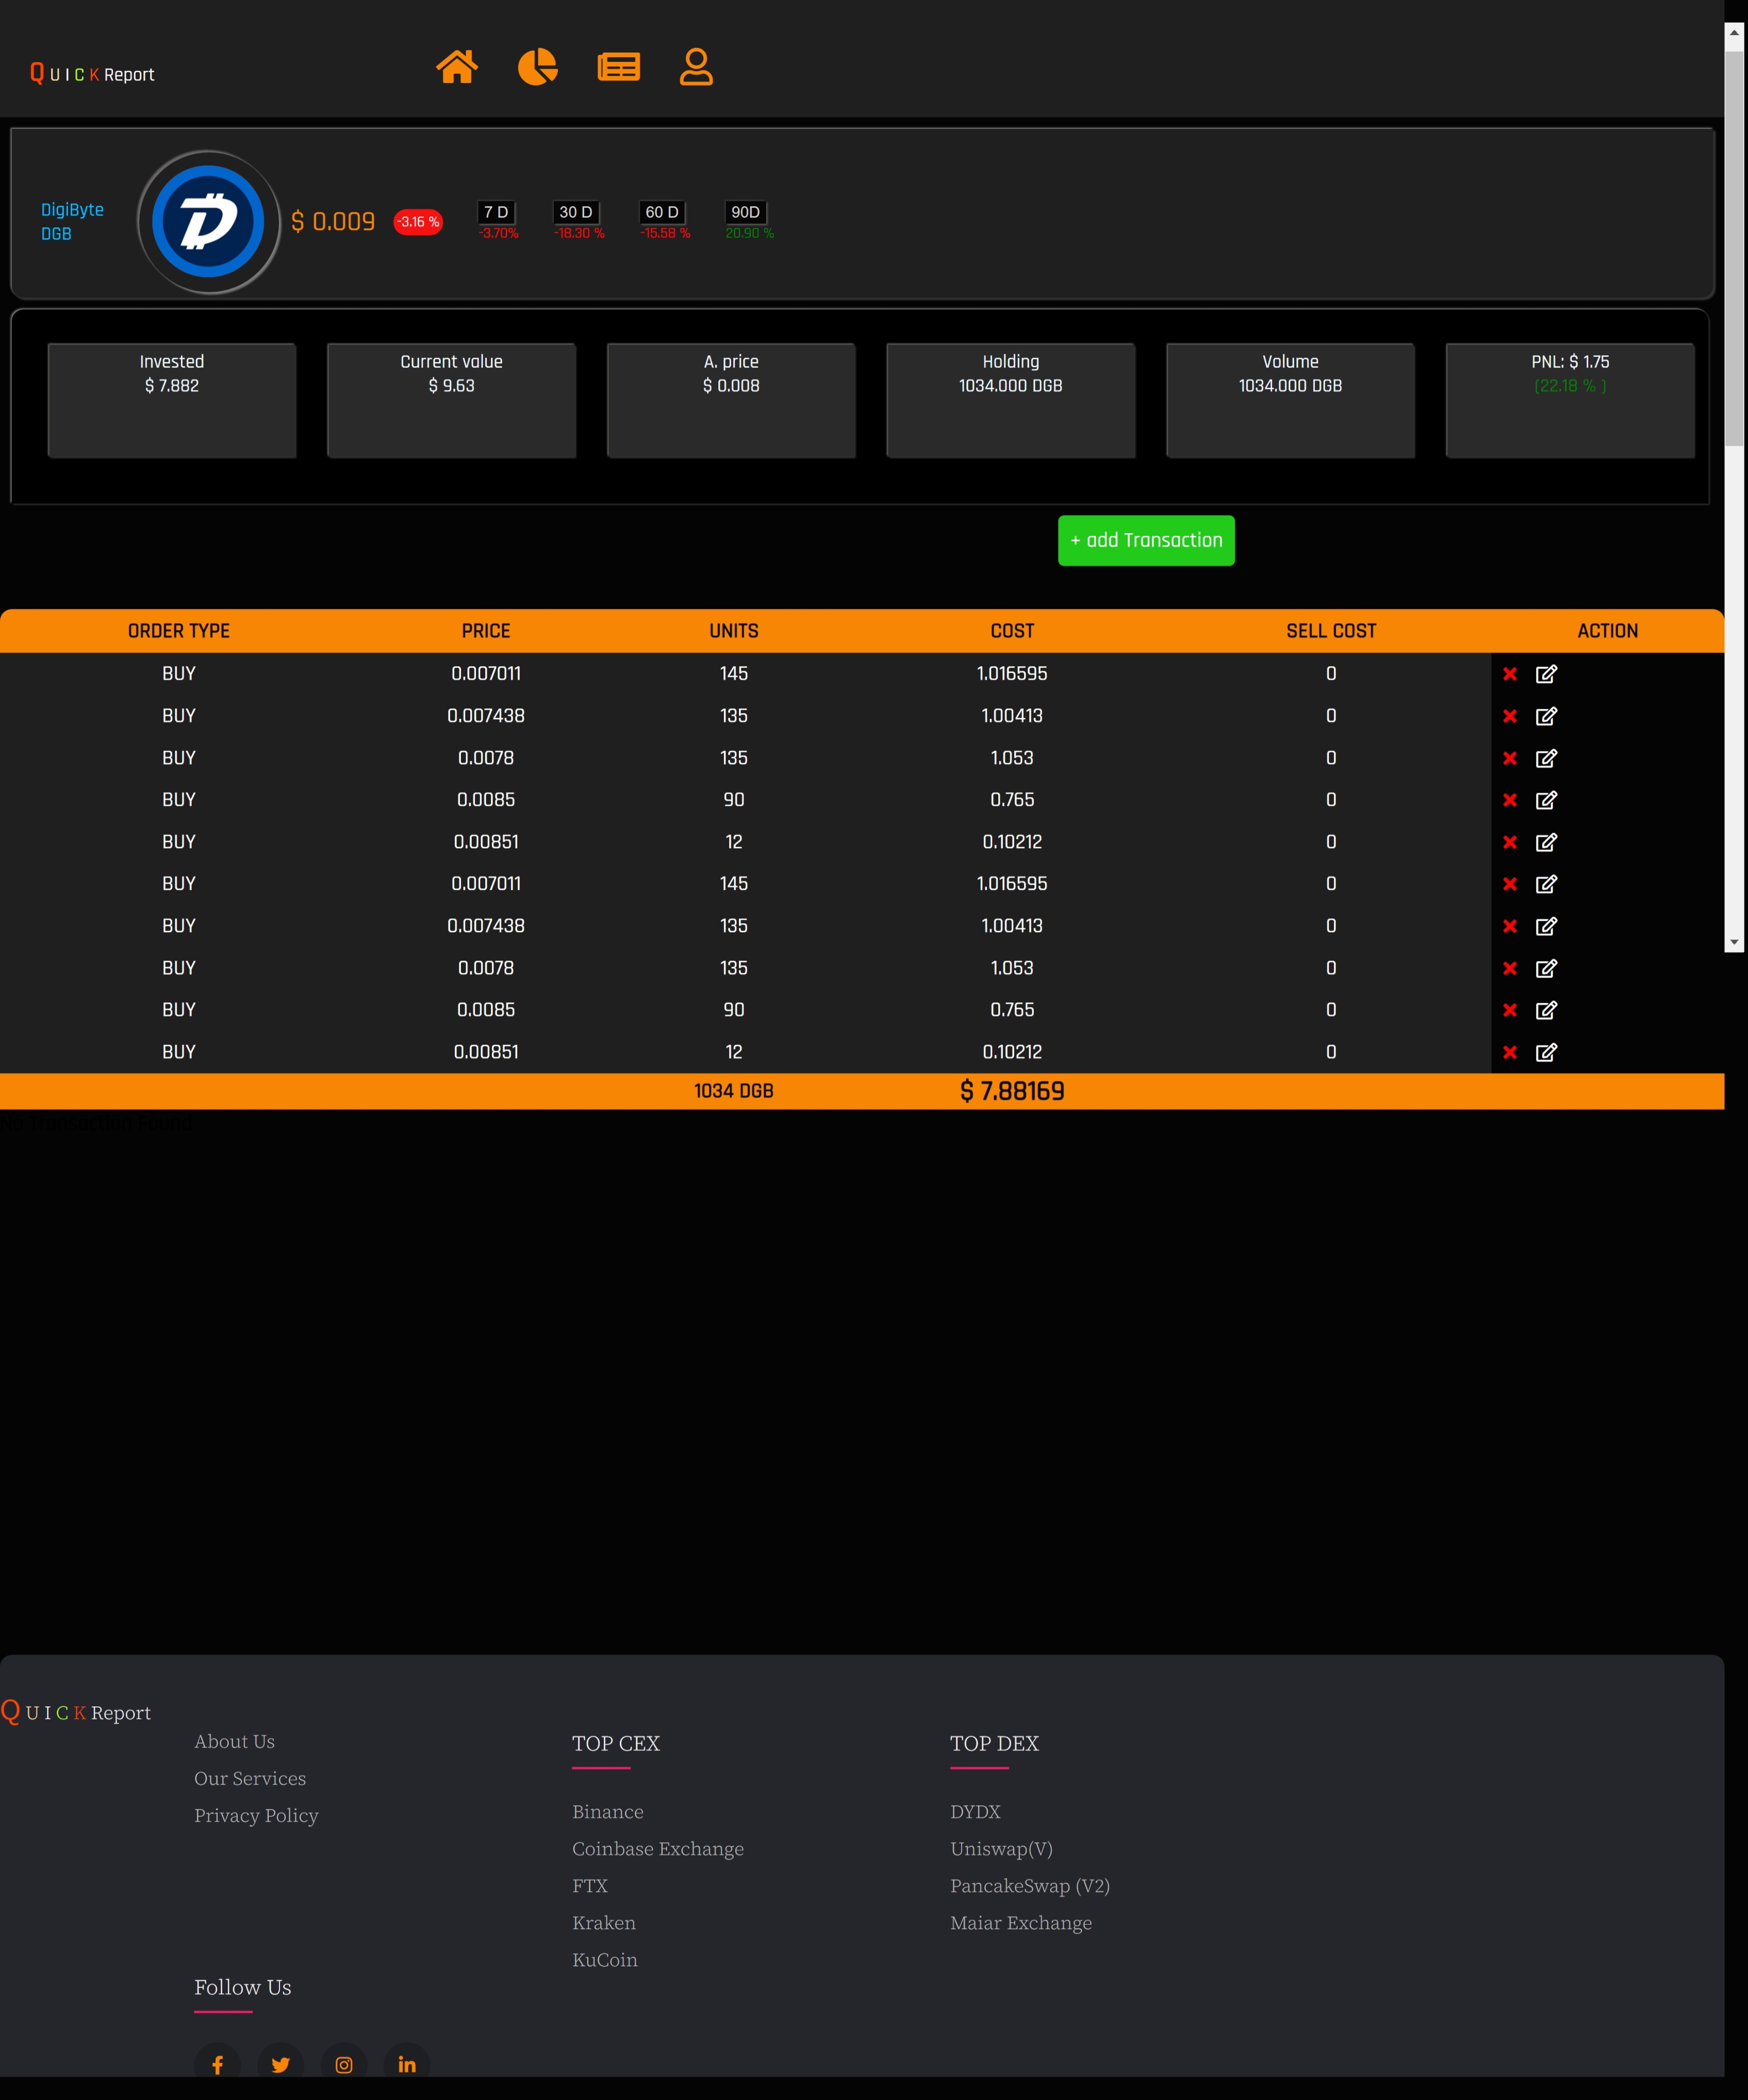 Q U I C K Report
DigiByte
DGB
$ 0.009
-3.16 %
7 D
30 D
60 D
90D
-3.70%
-18.30 %
-15.58 %
20.90 %
Invested
$ 7.882
Current value
$ 9.63
A. price
$ 0.008
Holding
1034.000 DGB
Volume
1034.000 DGB
PNL: $ 1.75
(22.18 % )
+ add Transaction
ORDER TYPE PRICE UNITS COST SELL COST ACTION
BUY 0.007011 145 1.016595 0
BUY 0.007438 135 1.00413 0
BUY 0.0078 135 1.053 0
BUY 0.0085 90 0.765 0
BUY 0.00851 12 0.10212 0
BUY 0.007011 145 1.016595 0
BUY 0.007438 135 1.00413 0
BUY 0.0078 135 1.053 0
BUY 0.0085 90 0.765 0
BUY 0.00851 12 0.10212 0
1034 DGB $ 7.88169
Q U I C K Report
About Us
Our Services
Privacy Policy
Follow Us
TOP CEX
Binance
Coinbase Exchange
FTX
Kraken
KuCoin
TOP DEX
DYDX
Uniswap(V)
PancakeSwap (V2)
Maiar Exchange